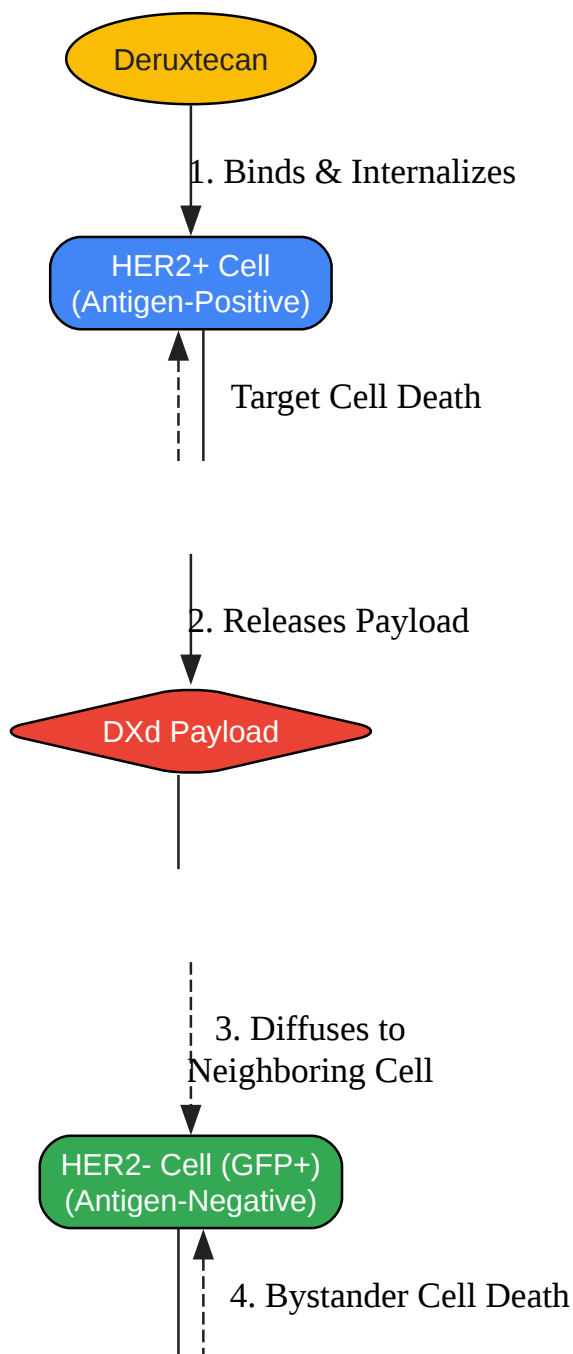 Deruxtecan
1. Binds & Internalizes
HER2+ Cell
(Antigen-Positive)
Target Cell Death
2. Releases Payload
DXd Payload
3. Diffuses to
Neighboring Cell
HER2- Cell (GFP+)
(Antigen-Negative)
4. Bystander Cell Death